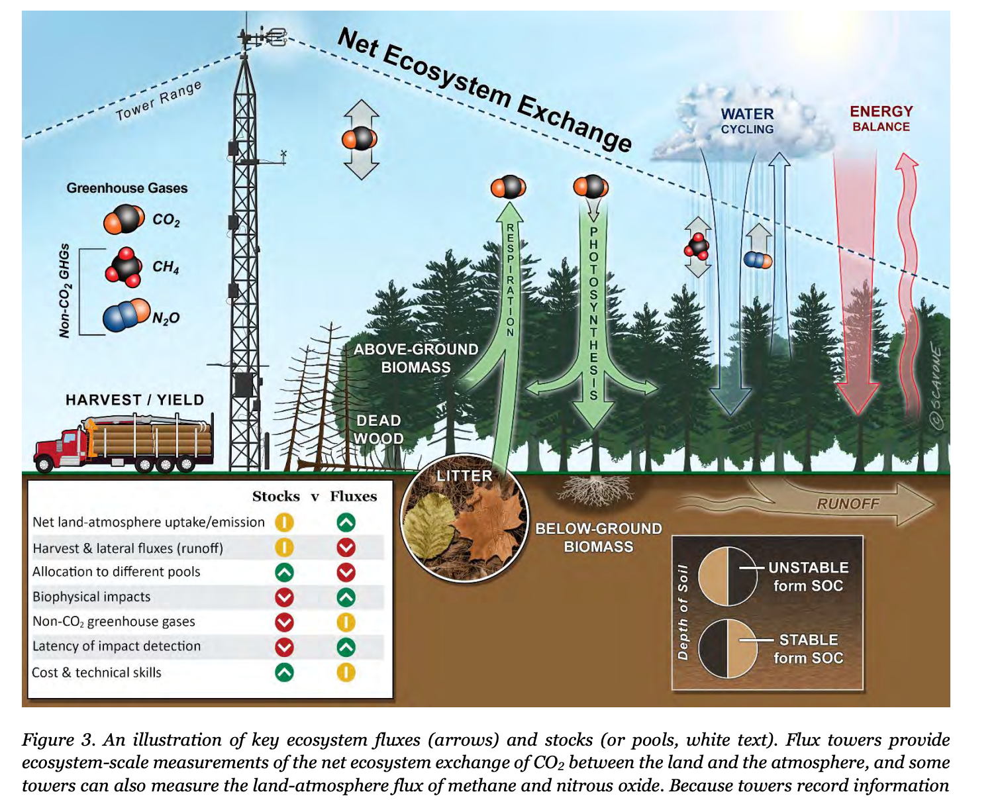 Net Ecosystem Exchange
Tower Range
WATER
CYCLING
ENERGY
BALANCE
Greenhouse Gases
CO₂
Non-CO₂ GHGs
CH₄
N₂O
RESPIRATION
PHOTOSYNTHESIS
ABOVE-GROUND
BIOMASS
HARVEST / YIELD
DEAD
WOOD
©SCAVONE
LITTER
Stocks v Fluxes
Net land-atmosphere uptake/emission
Harvest & lateral fluxes (runoff)
Allocation to different pools
Biophysical impacts
Non-CO₂ greenhouse gases
Latency of impact detection
Cost & technical skills
BELOW-GROUND
BIOMASS
RUNOFF
Depth of Soil
UNSTABLE
form SOC
STABLE
form SOC
Figure 3. An illustration of key ecosystem fluxes (arrows) and stocks (or pools, white text). Flux towers provide
ecosystem-scale measurements of the net ecosystem exchange of CO₂ between the land and the atmosphere, and some
towers can also measure the land-atmosphere flux of methane and nitrous oxide. Because towers record information